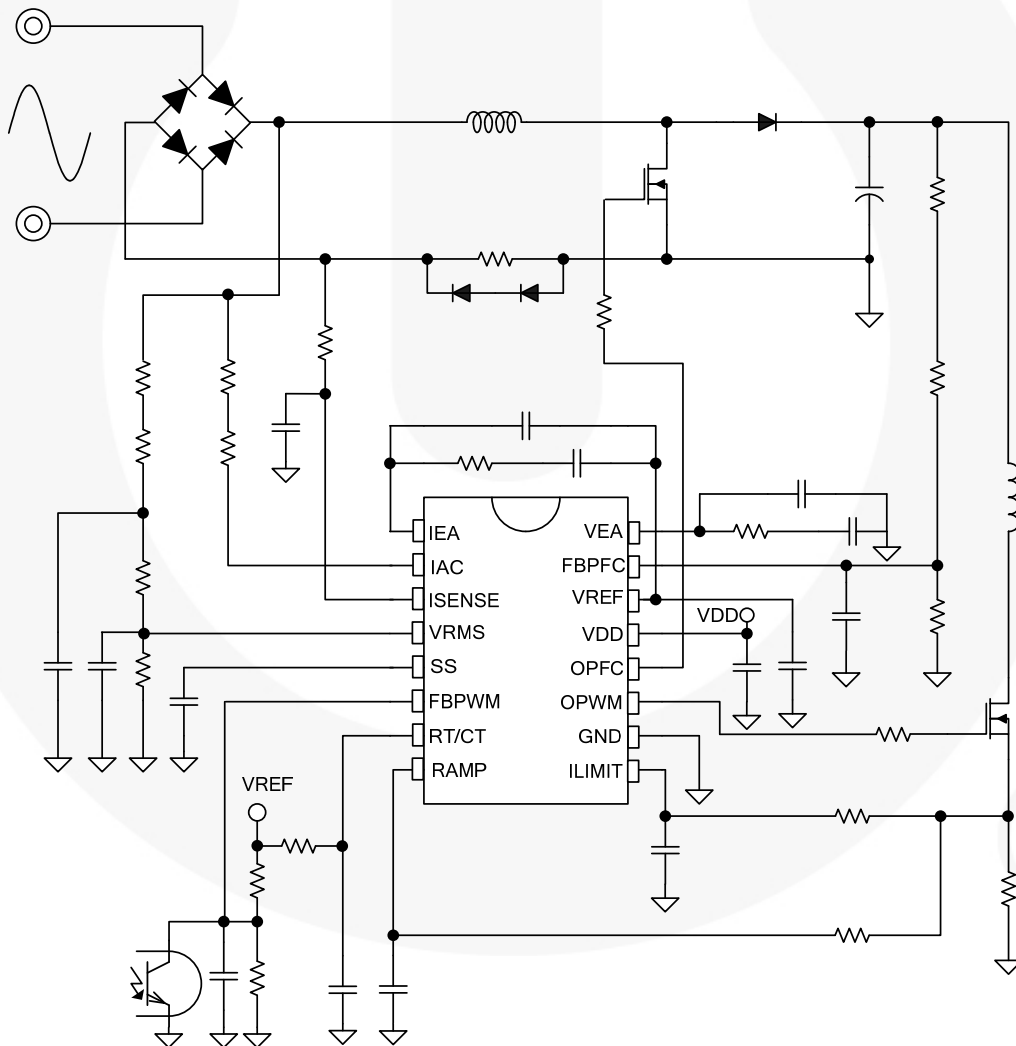 IEA
IAC
ISENSE
VRMS
SS
FBPWM
RT/CT
RAMP
VEA
FBPFC
VREF
VDD
OPFC
OPWM
GND
ILIMIT
VDD
VREF